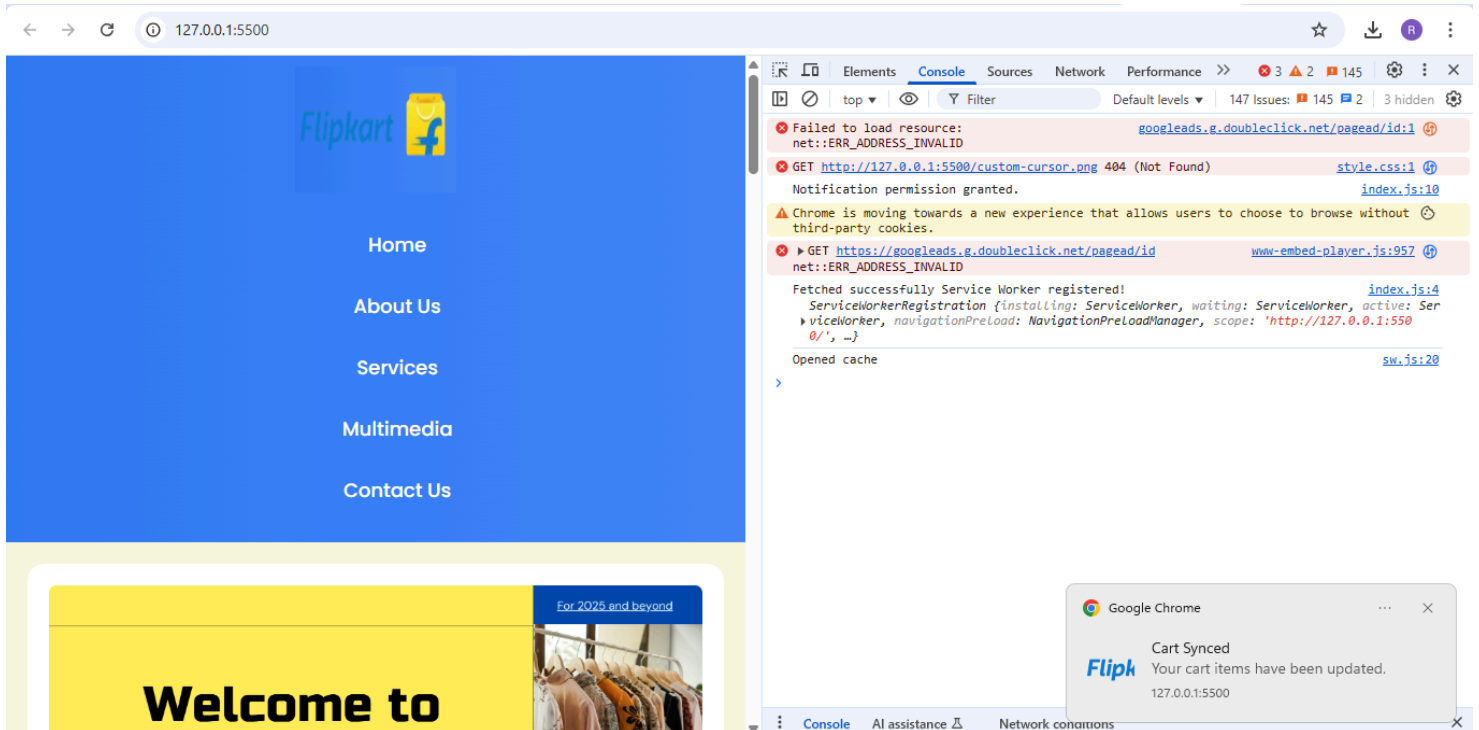 127.0.0.1:5500
R
Flipkart
Home
About Us
Services
Multimedia
Contact Us
For 2025 and beyond
Welcome to
Elements Console Sources Network Performance 3 2 145
top Filter Default levels 147 Issues: 145 2 3 hidden
Failed to load resource: googleads.g.doubleclick.net/pagead/id:1
net::ERR_ADDRESS_INVALID
GET http://127.0.0.1:5500/custom-cursor.png 404 (Not Found) style.css:1
Notification permission granted. index.js:10
Chrome is moving towards a new experience that allows users to choose to browse without
third-party cookies.
GET https://googleads.g.doubleclick.net/pagead/id www-embed-player.js:957
net::ERR_ADDRESS_INVALID
Fetched successfully Service Worker registered! index.js:4
ServiceWorkerRegistration {installing: ServiceWorker, waiting: ServiceWorker, active: Ser
viceWorker, navigationPreload: NavigationPreloadManager, scope: 'http://127.0.0.1:550
0/', …}
Opened cache sw.js:20
Google Chrome
Cart Synced
Flipk
Your cart items have been updated.
127.0.0.1:5500
Console AI assistance Network conditions